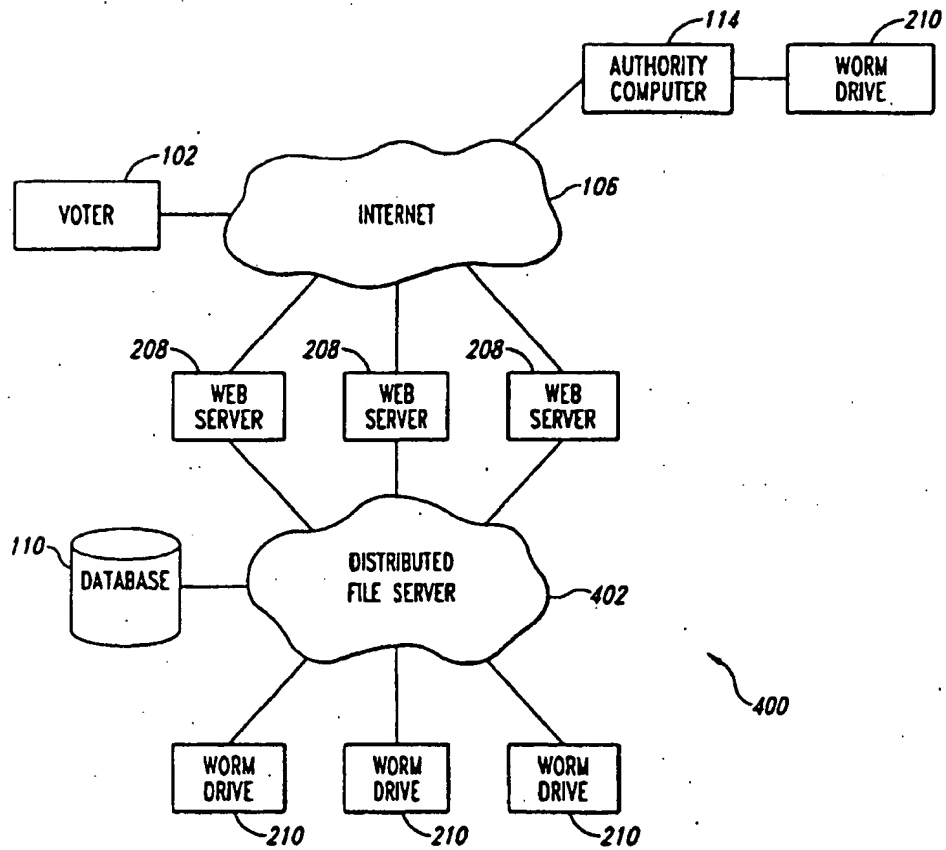 114
210
AUTHORITY
COMPUTER
WORM
DRIVE
102
106
VOTER
INTERNET
208
208
208
WEB
SERVER
WEB
SERVER
WEB
SERVER
110
DATABASE
DISTRIBUTED
FILE SERVER
402
400
WORM
DRIVE
WORM
DRIVE
WORM
DRIVE
210
210
210